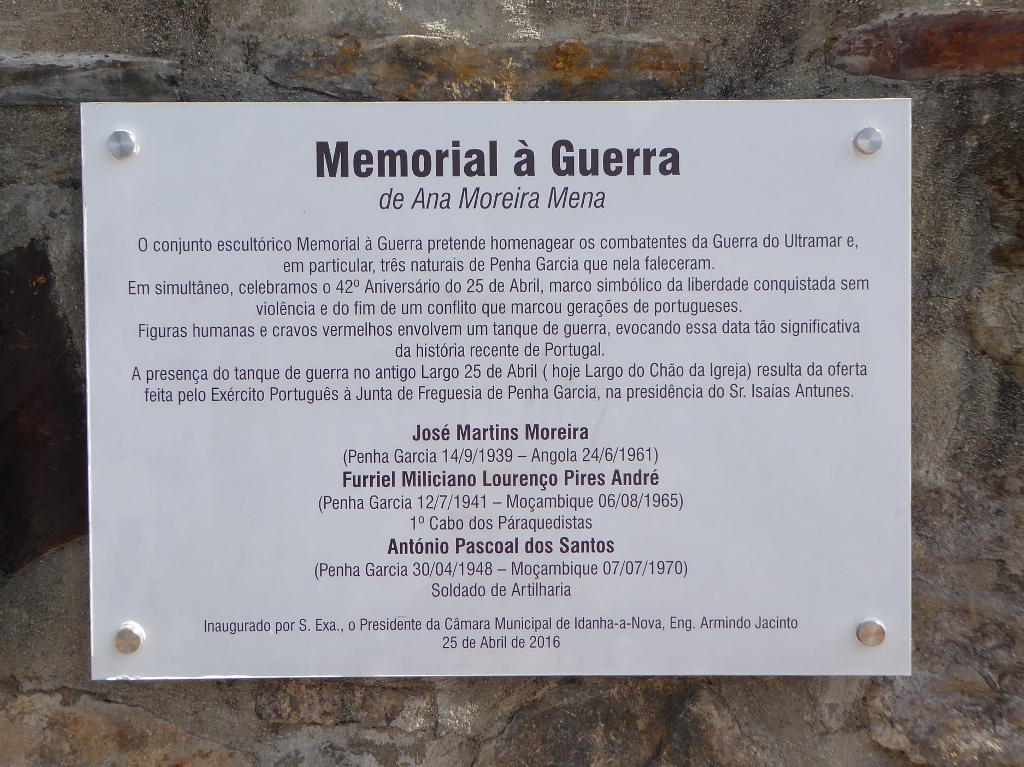 Memorial à Guerra
de Ana Moreira Mena
O conjunto escultórico Memorial à Guerra pretende homenagear os combatentes da Guerra do Ultramar e,
em particular, três naturais de Penha Garcia que nela faleceram.
Em simultâneo, celebramos o 42º Aniversário do 25 de Abril, marco simbólico da liberdade conquistada sem
violência e do fim de um conflito que marcou gerações de portugueses.
Figuras humanas e cravos vermelhos envolvem um tanque de guerra, evocando essa data tão significativa
da história recente de Portugal.
A presença do tanque de guerra no antigo Largo 25 de Abril ( hoje Largo do Chão da Igreja) resulta da oferta
feita pelo Exército Português à Junta de Freguesia de Penha Garcia, na presidência do Sr. Isaías Antunes.
José Martins Moreira
(Penha Garcia 14/9/1939 – Angola 24/6/1961)
Furriel Miliciano Lourenço Pires André
(Penha Garcia 12/7/1941 – Moçambique 06/08/1965)
1º Cabo dos Páraquedistas
António Pascoal dos Santos
(Penha Garcia 30/04/1948 – Moçambique 07/07/1970)
Soldado de Artilharia
Inaugurado por S. Exa., o Presidente da Câmara Municipal de Idanha-a-Nova, Eng. Armindo Jacinto
25 de Abril de 2016